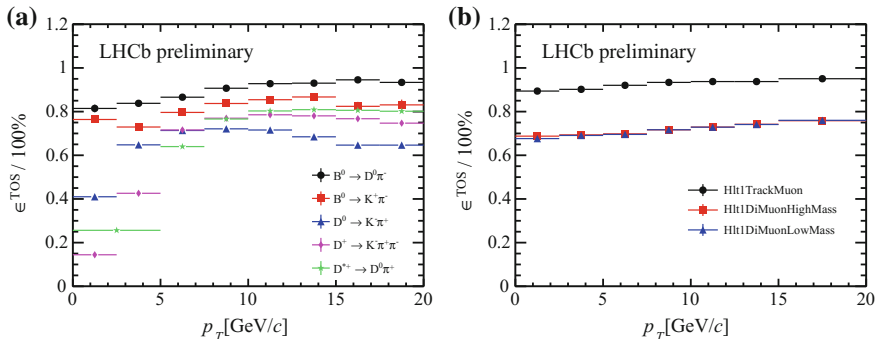 (a)
LHCb preliminary
∈^TOS / 100%
1.2
1
0.8
0.6
0.4
0.2
0
B⁰ → D⁰π⁻
B⁰ → K⁺π⁻
D⁰ → K⁻π⁺
D⁺ → K⁻π⁺π⁻
D*⁺ → D⁰π⁺
0 5 10 15 20
p_T[GeV/c]
(b)
LHCb preliminary
∈^TOS / 100%
1.2
1
0.8
0.6
0.4
0.2
0
Hlt1TrackMuon
Hlt1DiMuonHighMass
Hlt1DiMuonLowMass
0 5 10 15 20
p_T[GeV/c]